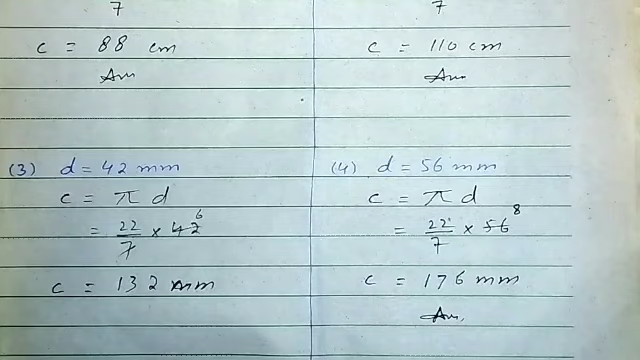 7
c = 88 cm
Ans
7
c = 110 cm
Ans
(3) d = 42 mm
c = π d
= 22/7 × 42 6
c = 132 mm
(4) d = 56 mm
c = π d
= 22/7 × 56 8
c = 176 mm
Ans.